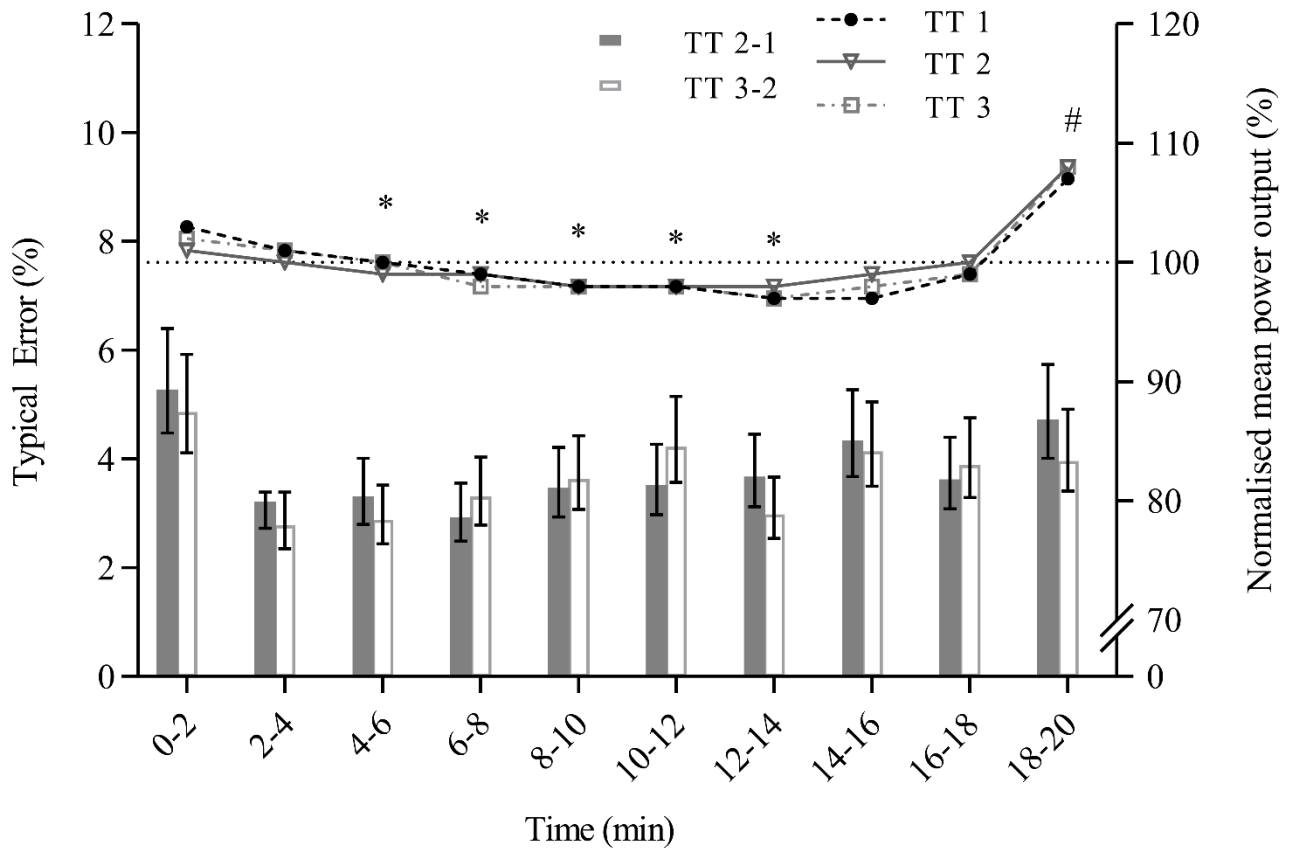 TT 2-1
TT 3-2
TT 1
TT 2
TT 3
Typical Error (%)
12
10
8
6
4
2
0
* * * * *
#
120
110
100
90
80
70
0
Normalised mean power output (%)
0-2
2-4
4-6
6-8
8-10
10-12
12-14
14-16
16-18
18-20
Time (min)